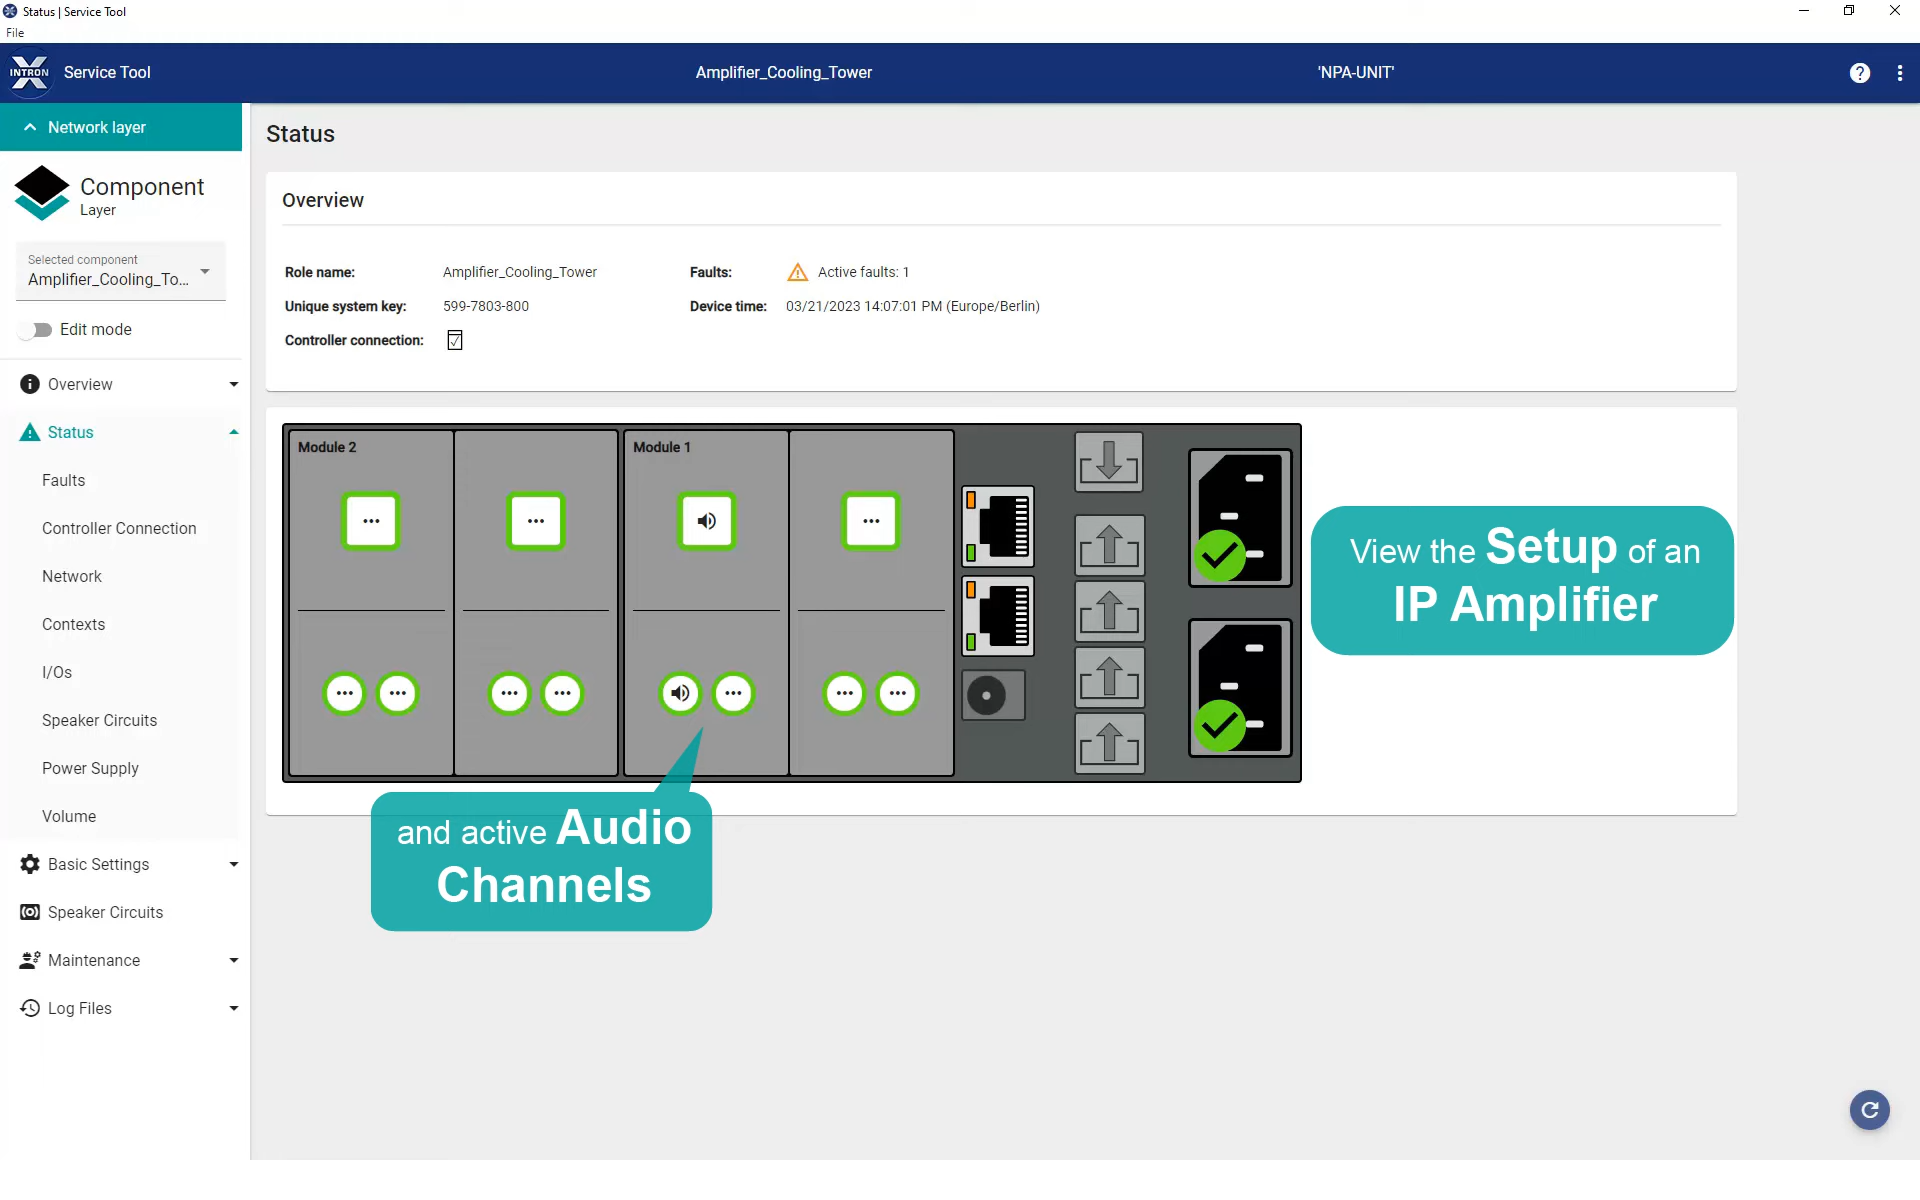 Status | Service Tool
File
INTRON
Service Tool
Amplifier_Cooling_Tower
'NPA-UNIT'
?
Network layer
Component
Layer
Selected component
Amplifier_Cooling_To...
Edit mode
Overview
Status
Faults
Controller Connection
Network
Contexts
I/Os
Speaker Circuits
Power Supply
Volume
Basic Settings
Speaker Circuits
Maintenance
Log Files
Status
Overview
Role name:
Amplifier_Cooling_Tower
Faults:
Active faults: 1
Unique system key:
599-7803-800
Device time:
03/21/2023 14:07:01 PM (Europe/Berlin)
Controller connection:
Module 2
Module 1
View the Setup of an
IP Amplifier
and active Audio
Channels